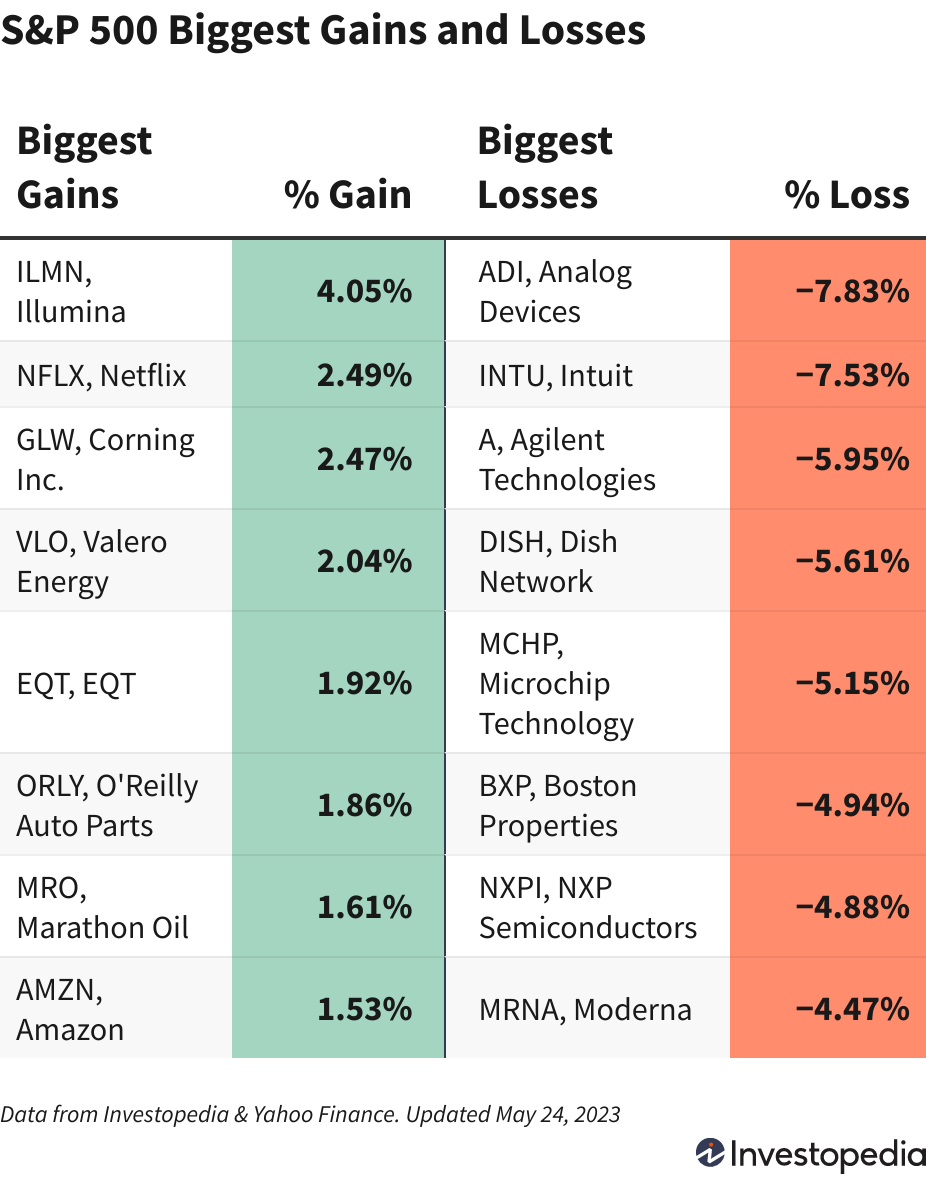 S&P 500 Biggest Gains and Losses
Biggest
Gains
% Gain
Biggest
Losses
% Loss
ILMN,
Illumina
4.05%
ADI, Analog
Devices
−7.83%
NFLX, Netflix
2.49%
INTU, Intuit
−7.53%
GLW, Corning
Inc.
2.47%
A, Agilent
Technologies
−5.95%
VLO, Valero
Energy
2.04%
DISH, Dish
Network
−5.61%
EQT, EQT
1.92%
MCHP,
Microchip
Technology
−5.15%
ORLY, O'Reilly
Auto Parts
1.86%
BXP, Boston
Properties
−4.94%
MRO,
Marathon Oil
1.61%
NXPI, NXP
Semiconductors
−4.88%
AMZN,
Amazon
1.53%
MRNA, Moderna
−4.47%
Data from Investopedia & Yahoo Finance. Updated May 24, 2023
Investopedia